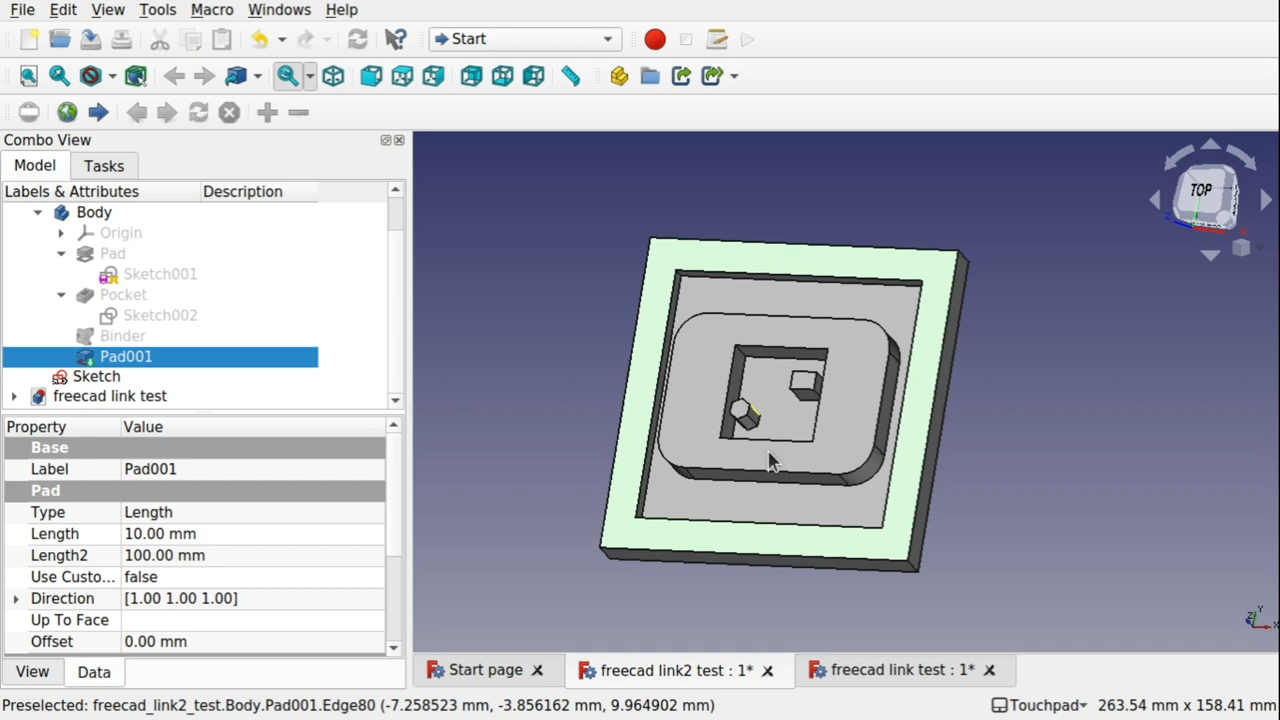 File Edit View Tools Macro Windows Help
Start
Combo View
Model Tasks
Labels & Attributes Description
Body
Origin
Pad
Sketch001
Pocket
Sketch002
Binder
Pad001
Sketch
freecad link test
Property Value
Base
Label Pad001
Pad
Type Length
Length 10.00 mm
Length2 100.00 mm
Use Custo... false
Direction [1.00 1.00 1.00]
Up To Face
Offset 0.00 mm
View Data
TOP
Z X
Y
Z X
Start page freecad link2 test : 1* freecad link test : 1*
Preselected: freecad_link2_test.Body.Pad001.Edge80 (-7.258523 mm, -3.856162 mm, 9.964902 mm) Touchpad 263.54 mm x 158.41 mm